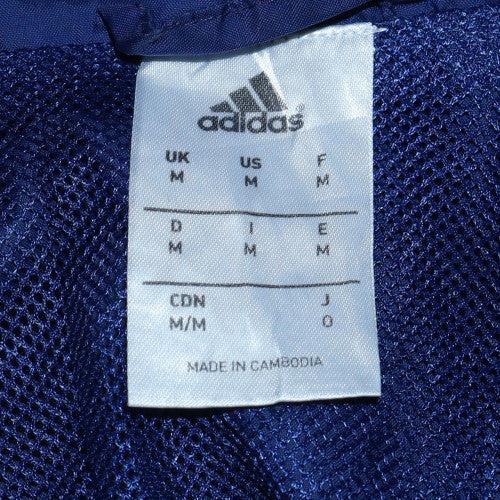 adidas
UK US F
M M M
D I E
M M M
CDN J
M/M O
MADE IN CAMBODIA